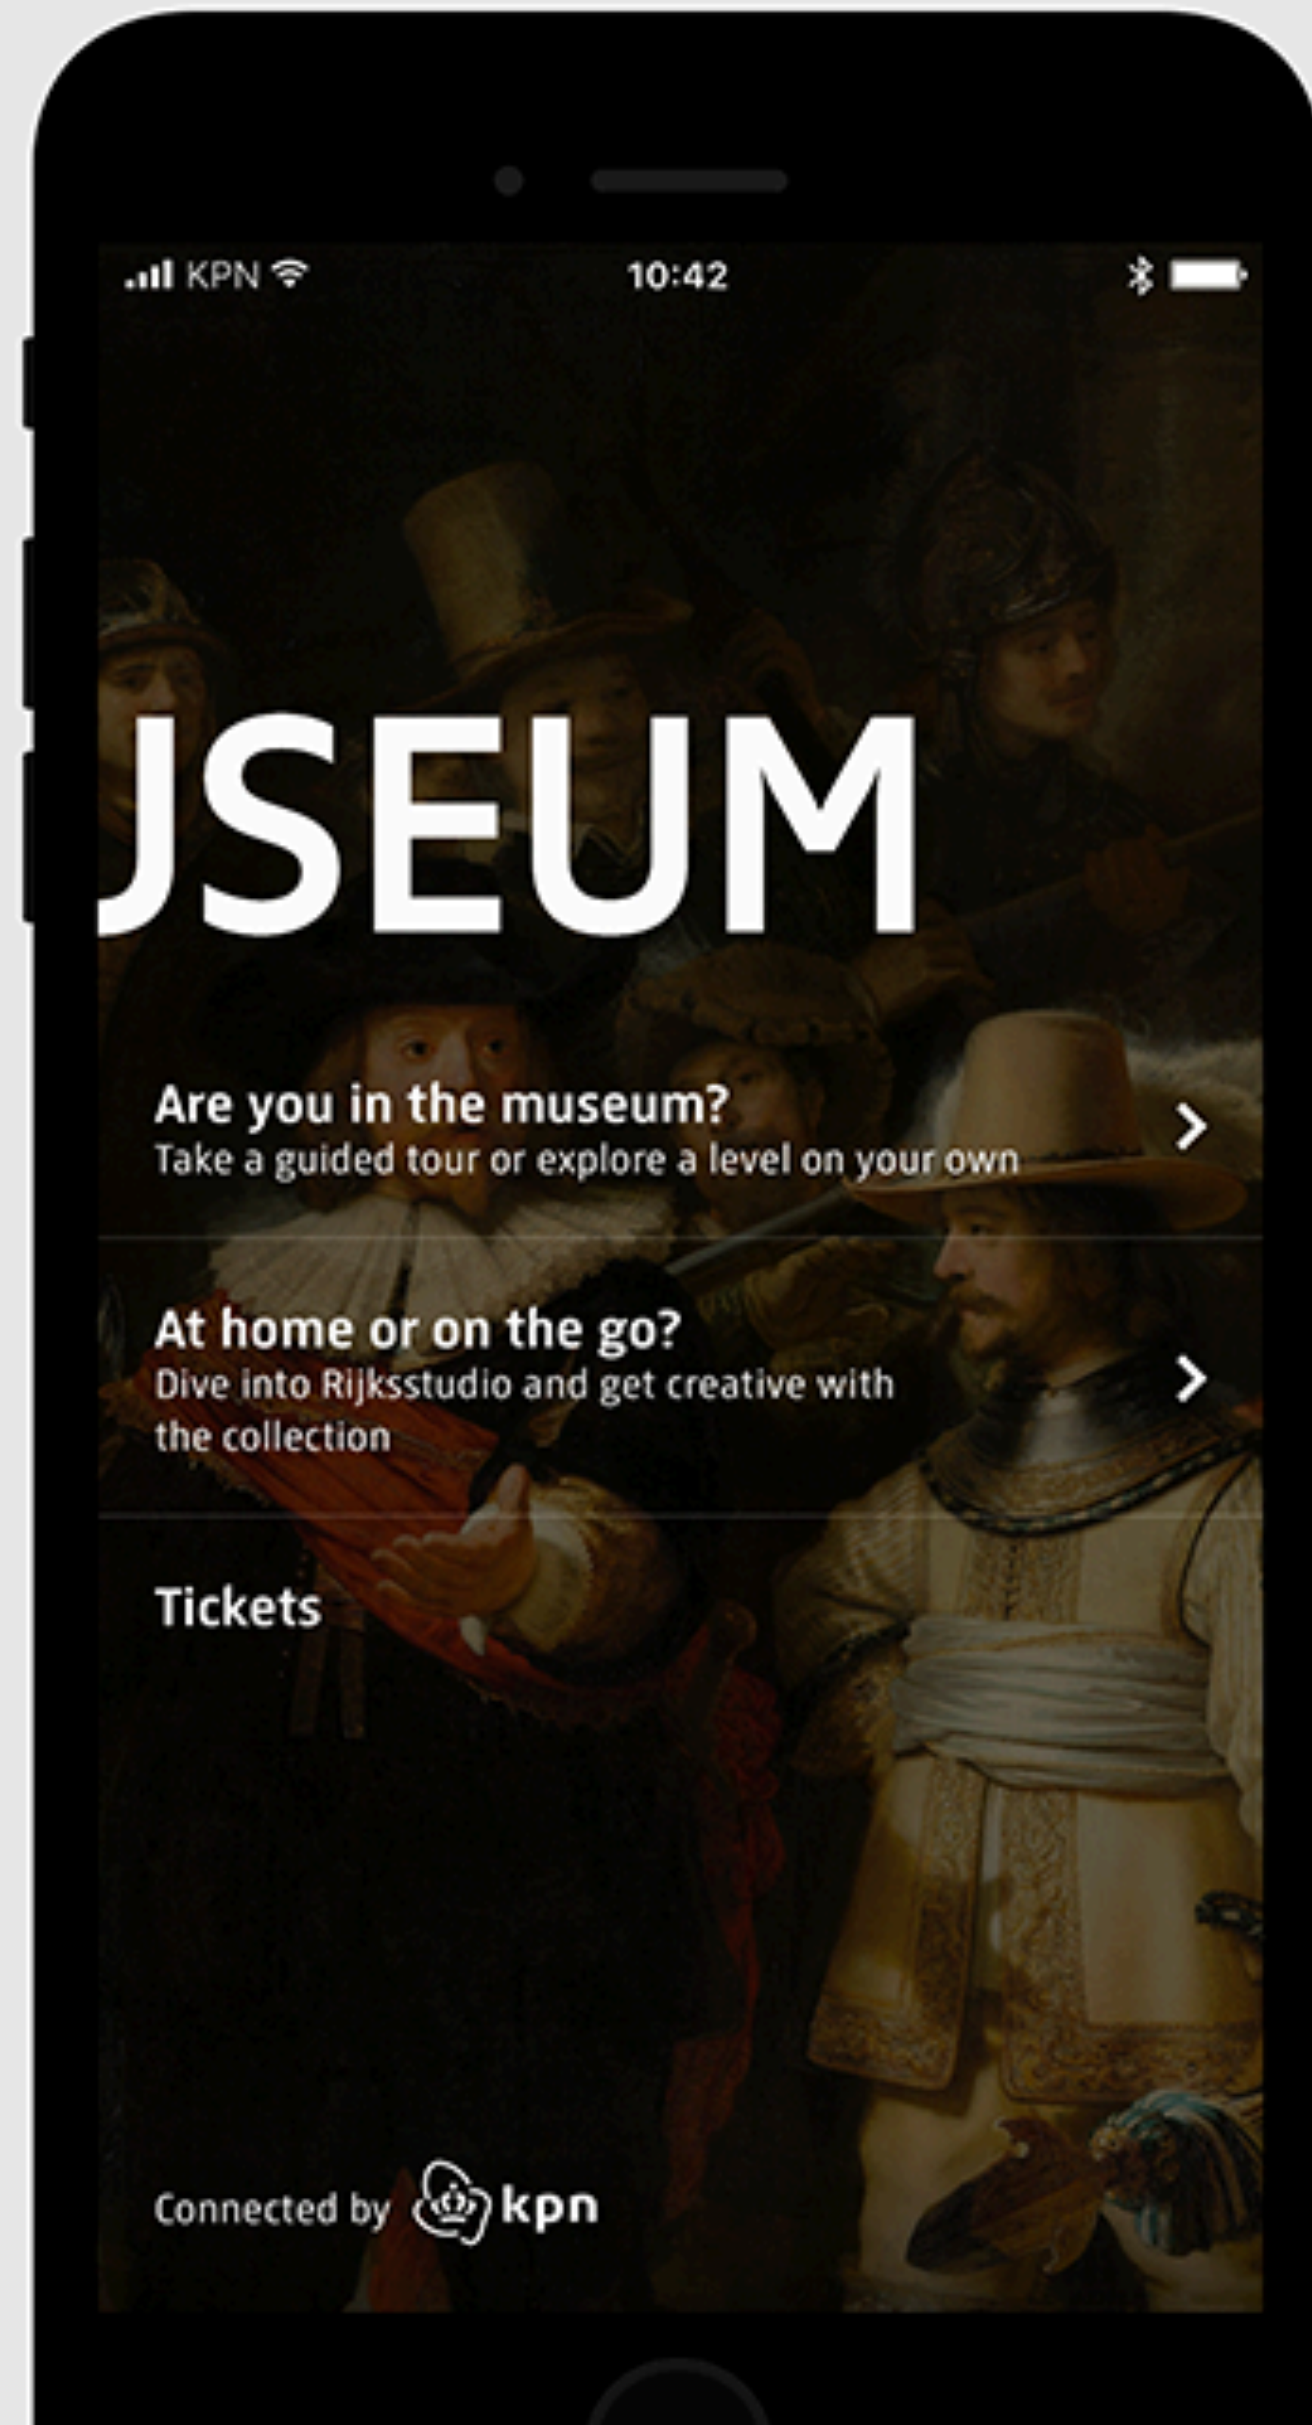 KPN 10:42
USEUM
Are you in the museum?
Take a guided tour or explore a level on your own
At home or on the go?
Dive into Rijksstudio and get creative with
the collection
Tickets
Connected by kpn